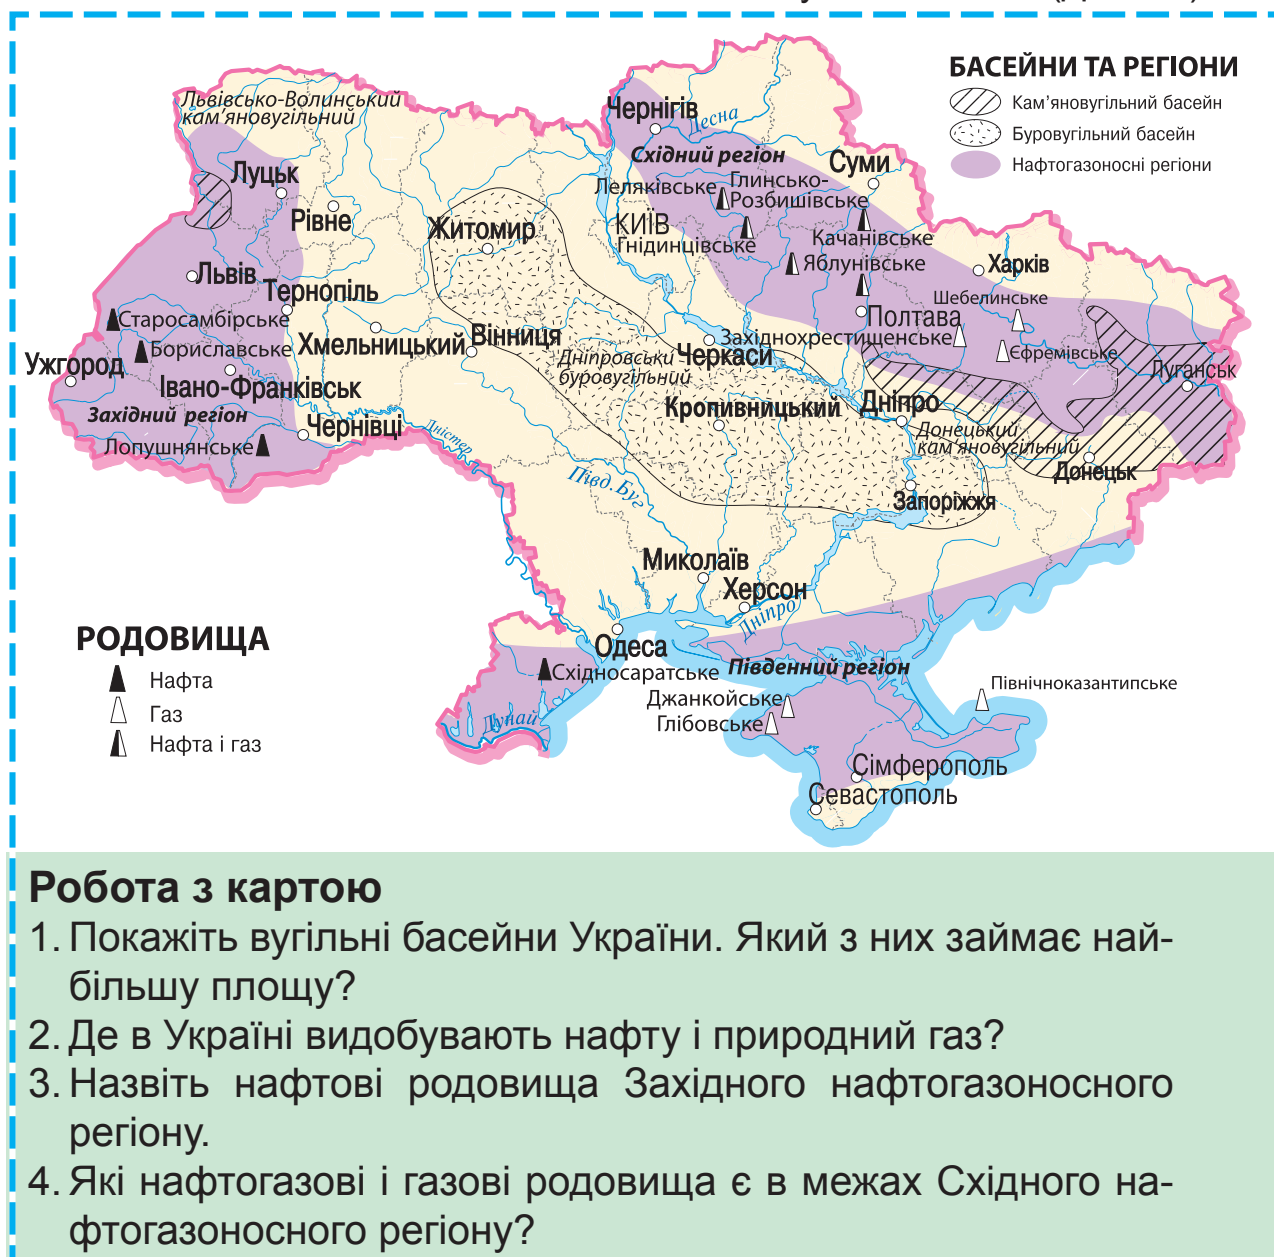 БАСЕЙНИ ТА РЕГІОНИ
Кам’яновугільний басейн
Буровугільний басейн
Нафтогазоносні регіони
Львівсько-Волинський
кам’яновугільний
Чернігів
Десна
Східний регіон
Суми
Луцьк
Леляківське
Глинсько-
Розбишівське
Рівне
Житомир
КИЇВ
Гнідинцівське
Качанівське
Яблунівське
Харків
Львів
Тернопіль
Шебелинське
Старосамбірське
Полтава
Хмельницький
Вінниця
Західнохрестищенське
Бориславське
Дніпровськи
буровугільний
Черкаси
Єфремівське
Ужгород
Луганськ
Івано-Франківськ
Кропивницький
Дніпро
Західний регіон
Чернівці
Дністер
Донецький
кам’яновугільний
Лопушнянське
Донецьк
Півд. Буг
Запоріжжя
Миколаїв
Херсон
Дніпро
РОДОВИЩА
Нафта
Газ
Нафта і газ
Одеса
Східносаратське
Південний регіон
Джанкойське
Північноказантипське
Глібовське
Дунай
Сімферополь
Севастополь
Робота з картою
1. Покажіть вугільні басейни України. Який з них займає най-
більшу площу?
2. Де в Україні видобувають нафту і природний газ?
3. Назвіть нафтові родовища Західного нафтогазоносного
регіону.
4. Які нафтогазові і газові родовища є в межах Східного на-
фтогазоносного регіону?